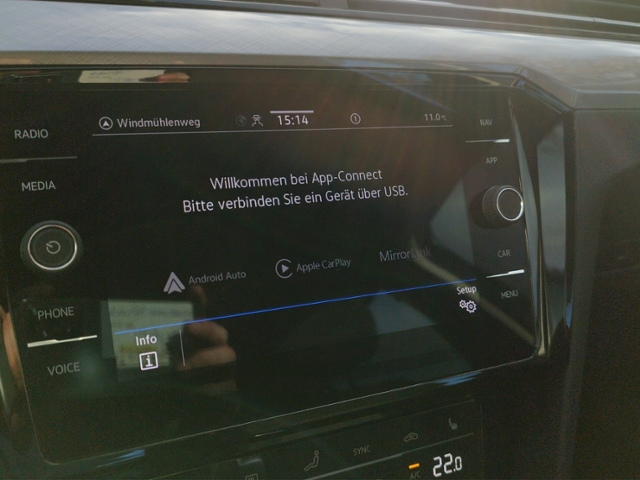 RADIO
MEDIA
PHONE
VOICE
Windmühlenweg
15:14
11.0°C
Willkommen bei App-Connect
Bitte verbinden Sie ein Gerät über USB.
Android Auto
Apple CarPlay
MirrorLink
Info
Setup
NAV
APP
CAR
MENU
SYNC
A/C
22.0